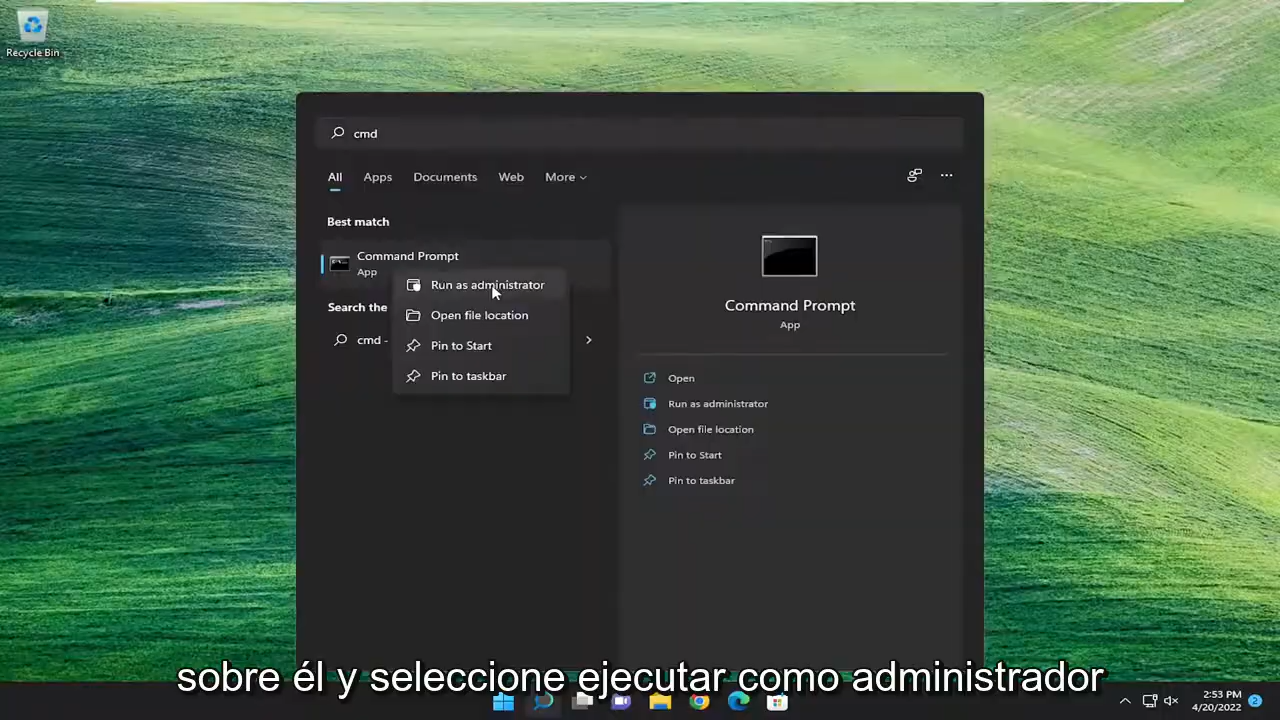 Recycle Bin
cmd
All Apps Documents Web More
Best match
Command Prompt
App
Run as administrator
Search the
Open file location
cmd -
Pin to Start
Pin to taskbar
Command Prompt
App
Open
Run as administrator
Open file location
Pin to Start
Pin to taskbar
sobre él y seleccione ejecutar como administrador
2:53 PM
4/20/2022
2